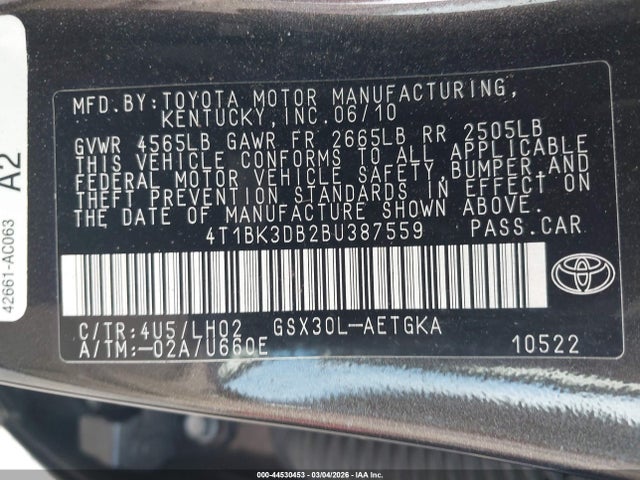 MFD.BY:TOYOTA MOTOR MANUFACTURING,
KENTUCKY,INC.06/10
GVWR 4565LB GAWR FR 2665LB RR 2505LB
THIS VEHICLE CONFORMS TO ALL APPLICABLE
FEDERAL MOTOR VEHICLE SAFETY,BUMPER,AND
THEFT PREVENTION STANDARDS IN EFFECT ON
THE DATE OF MANUFACTURE SHOWN ABOVE.
4T1BK3DB2BU387559 PASS.CAR
C/TR:4U5/LH02 GSX30L-AETGKA
A/TM:-02A/U660E 10522
A2
42661-AC063
000-44530453 - 03/04/2026 - IAAI